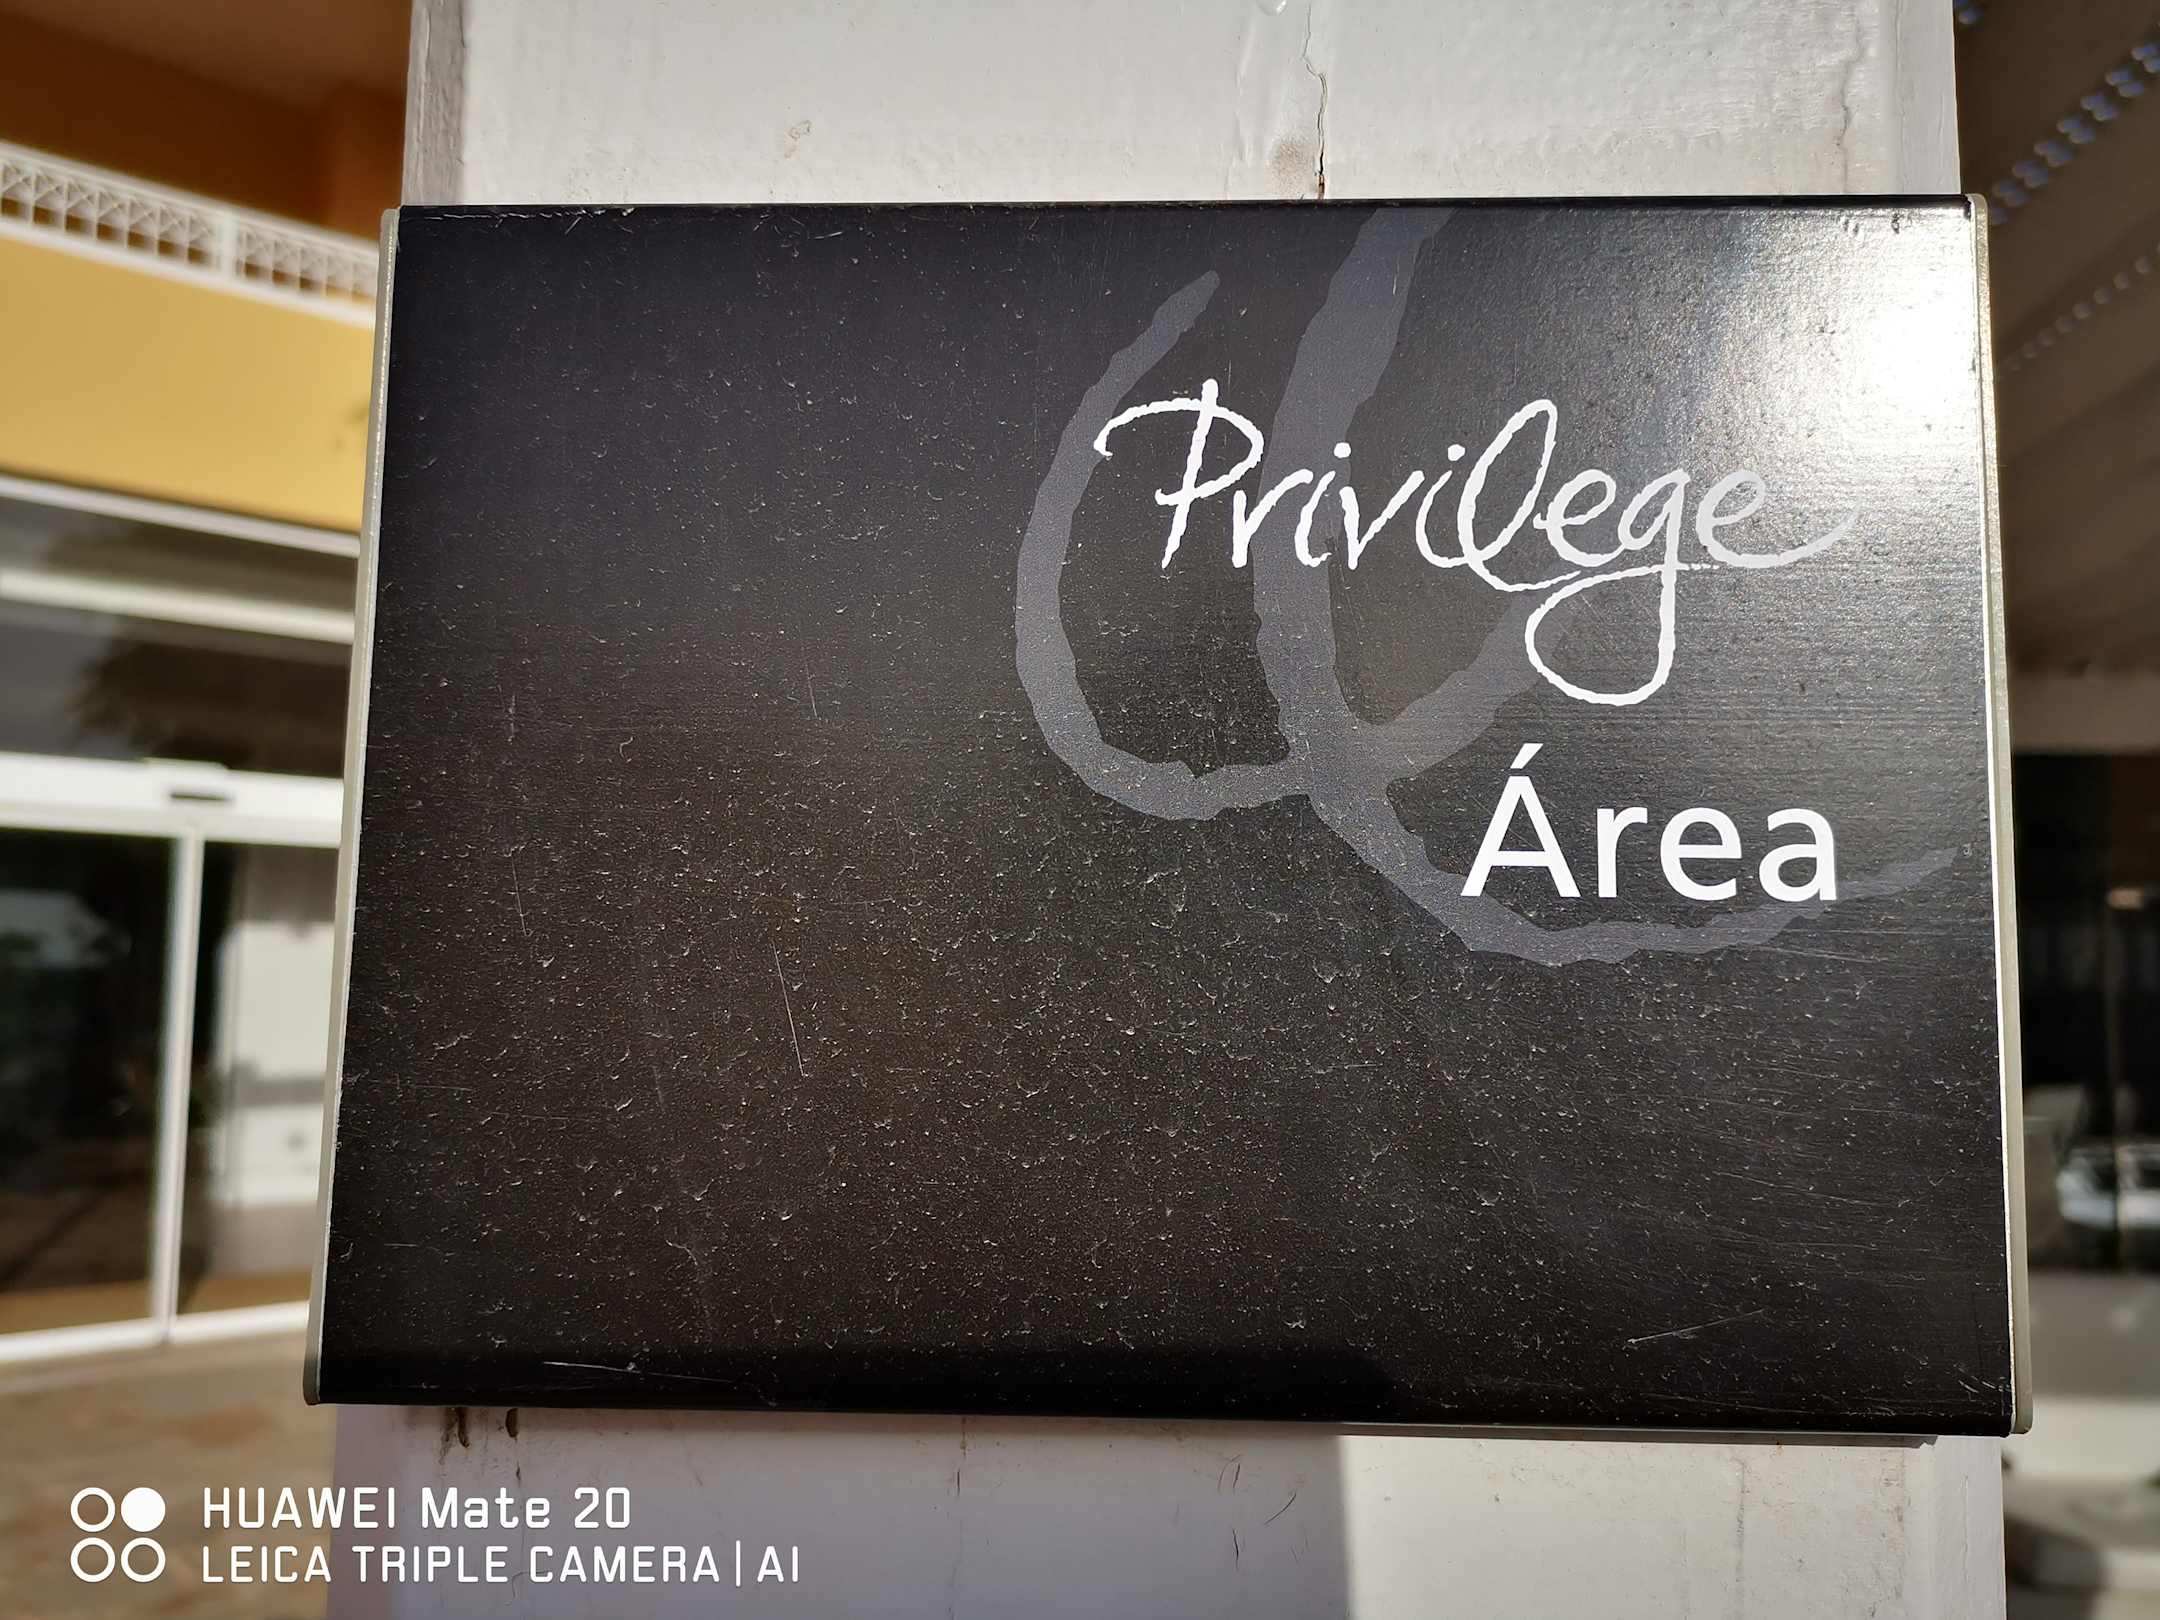 Privilege
Área
HUAWEI Mate 20
LEICA TRIPLE CAMERA | AI